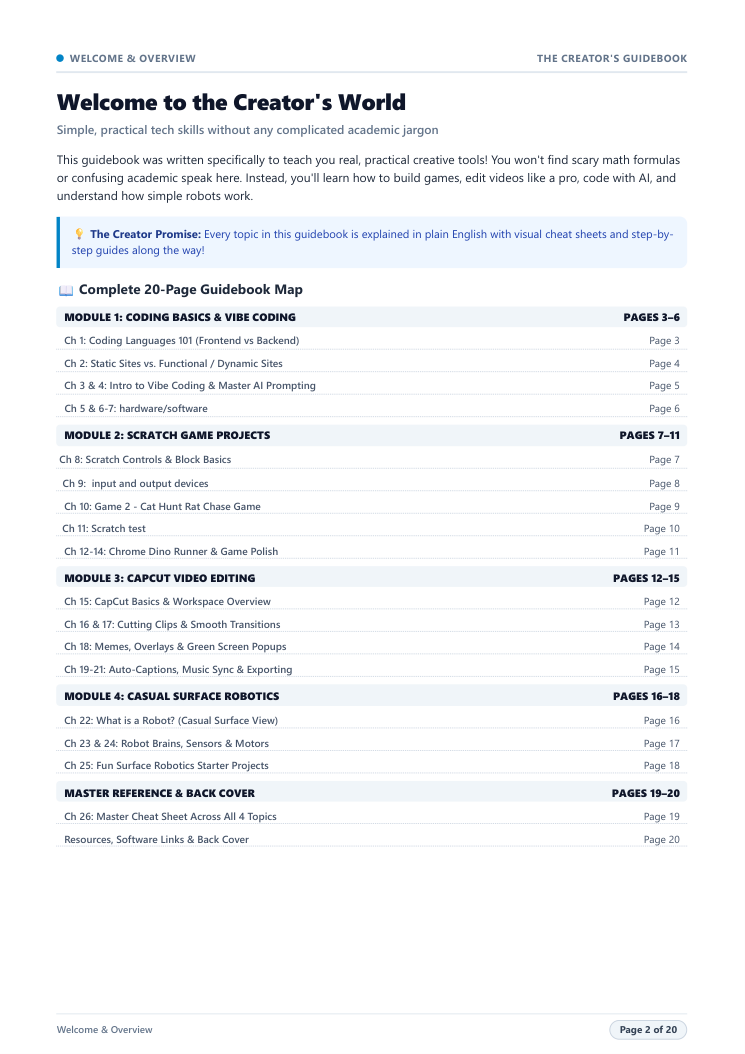 WELCOME & OVERVIEW
THE CREATOR'S GUIDEBOOK
Welcome to the Creator's World
Simple, practical tech skills without any complicated academic jargon
This guidebook was written specifically to teach you real, practical creative tools! You won't find scary math formulas
or confusing academic speak here. Instead, you'll learn how to build games, edit videos like a pro, code with AI, and
understand how simple robots work.
💡 The Creator Promise: Every topic in this guidebook is explained in plain English with visual cheat sheets and step-by-
step guides along the way!
📖 Complete 20-Page Guidebook Map
MODULE 1: CODING BASICS & VIBE CODING PAGES 3–6
Ch 1: Coding Languages 101 (Frontend vs Backend) Page 3
Ch 2: Static Sites vs. Functional / Dynamic Sites Page 4
Ch 3 & 4: Intro to Vibe Coding & Master AI Prompting Page 5
Ch 5 & 6-7: hardware/software Page 6
MODULE 2: SCRATCH GAME PROJECTS PAGES 7–11
Ch 8: Scratch Controls & Block Basics Page 7
Ch 9: input and output devices Page 8
Ch 10: Game 2 - Cat Hunt Rat Chase Game Page 9
Ch 11: Scratch test Page 10
Ch 12-14: Chrome Dino Runner & Game Polish Page 11
MODULE 3: CAPCUT VIDEO EDITING PAGES 12–15
Ch 15: CapCut Basics & Workspace Overview Page 12
Ch 16 & 17: Cutting Clips & Smooth Transitions Page 13
Ch 18: Memes, Overlays & Green Screen Popups Page 14
Ch 19-21: Auto-Captions, Music Sync & Exporting Page 15
MODULE 4: CASUAL SURFACE ROBOTICS PAGES 16–18
Ch 22: What is a Robot? (Casual Surface View) Page 16
Ch 23 & 24: Robot Brains, Sensors & Motors Page 17
Ch 25: Fun Surface Robotics Starter Projects Page 18
MASTER REFERENCE & BACK COVER PAGES 19–20
Ch 26: Master Cheat Sheet Across All 4 Topics Page 19
Resources, Software Links & Back Cover Page 20
Welcome & Overview
Page 2 of 20